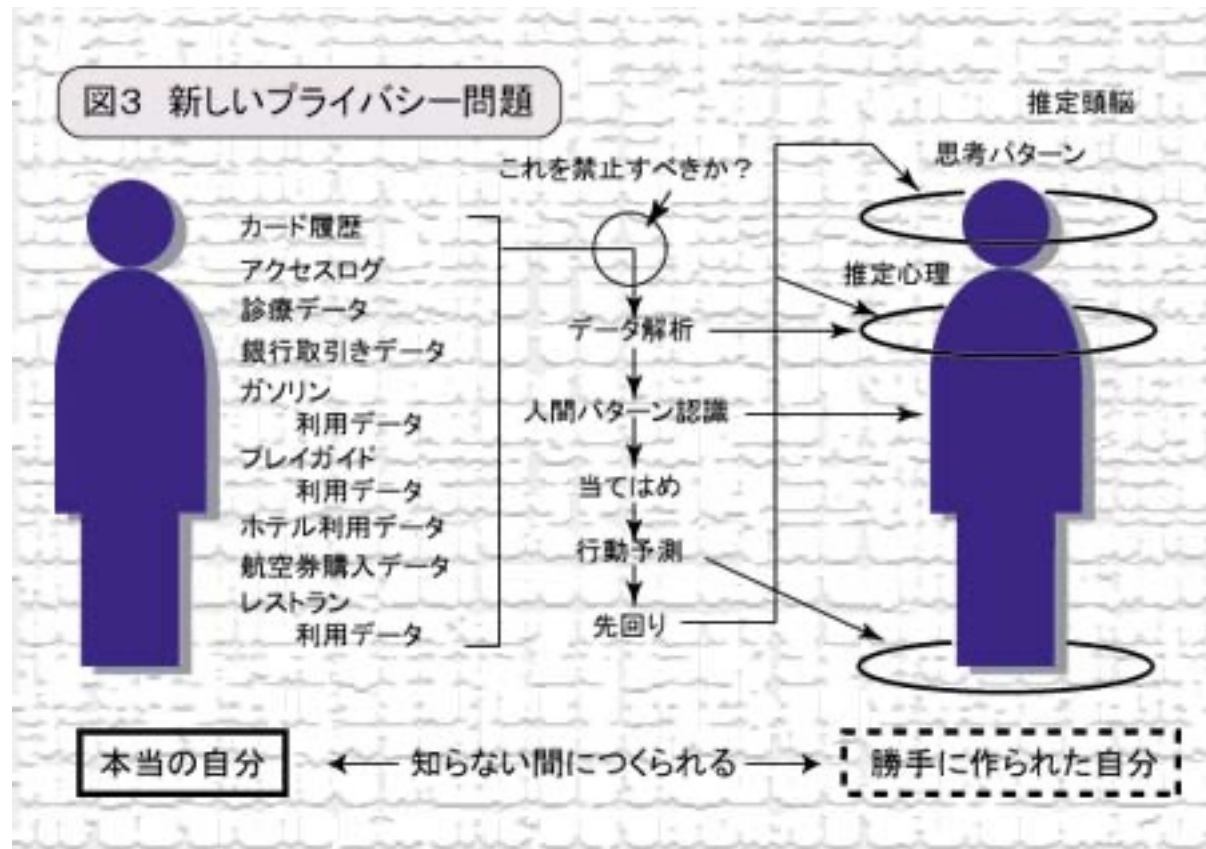 図3 新しいプライバシー問題
カード履歴
アクセスログ
診療データ
銀行取引きデータ
ガソリン
利用データ
プレイガイド
利用データ
ホテル利用データ
航空券購入データ
レストラン
利用データ
これを禁止すべきか?
データ解析
人間パターン認識
当てはめ
行動予測
先回り
推定頭脳
思考パターン
推定心理
本当の自分
知らない間につくられる
勝手に作られた自分